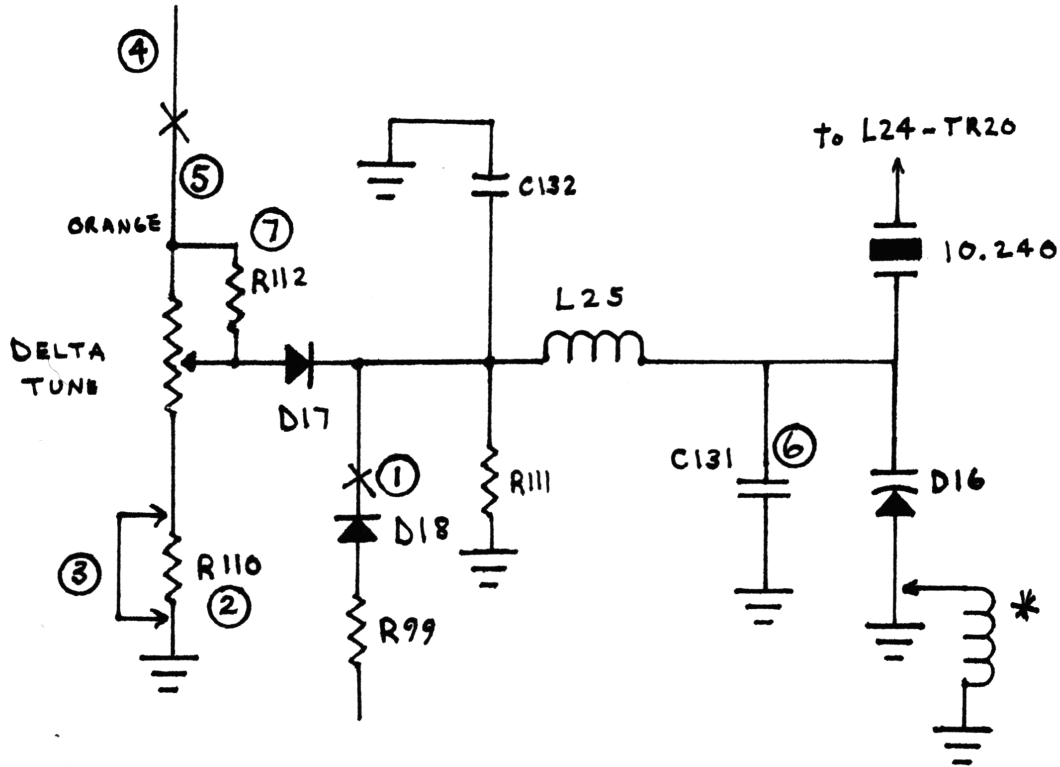 4
to L24-TR20
5
C132
ORANGE
7
10.240
R112
L25
DELTA
TUNE
D17
C131
6
1
R111
D16
D18
3
R110
2
*
R99